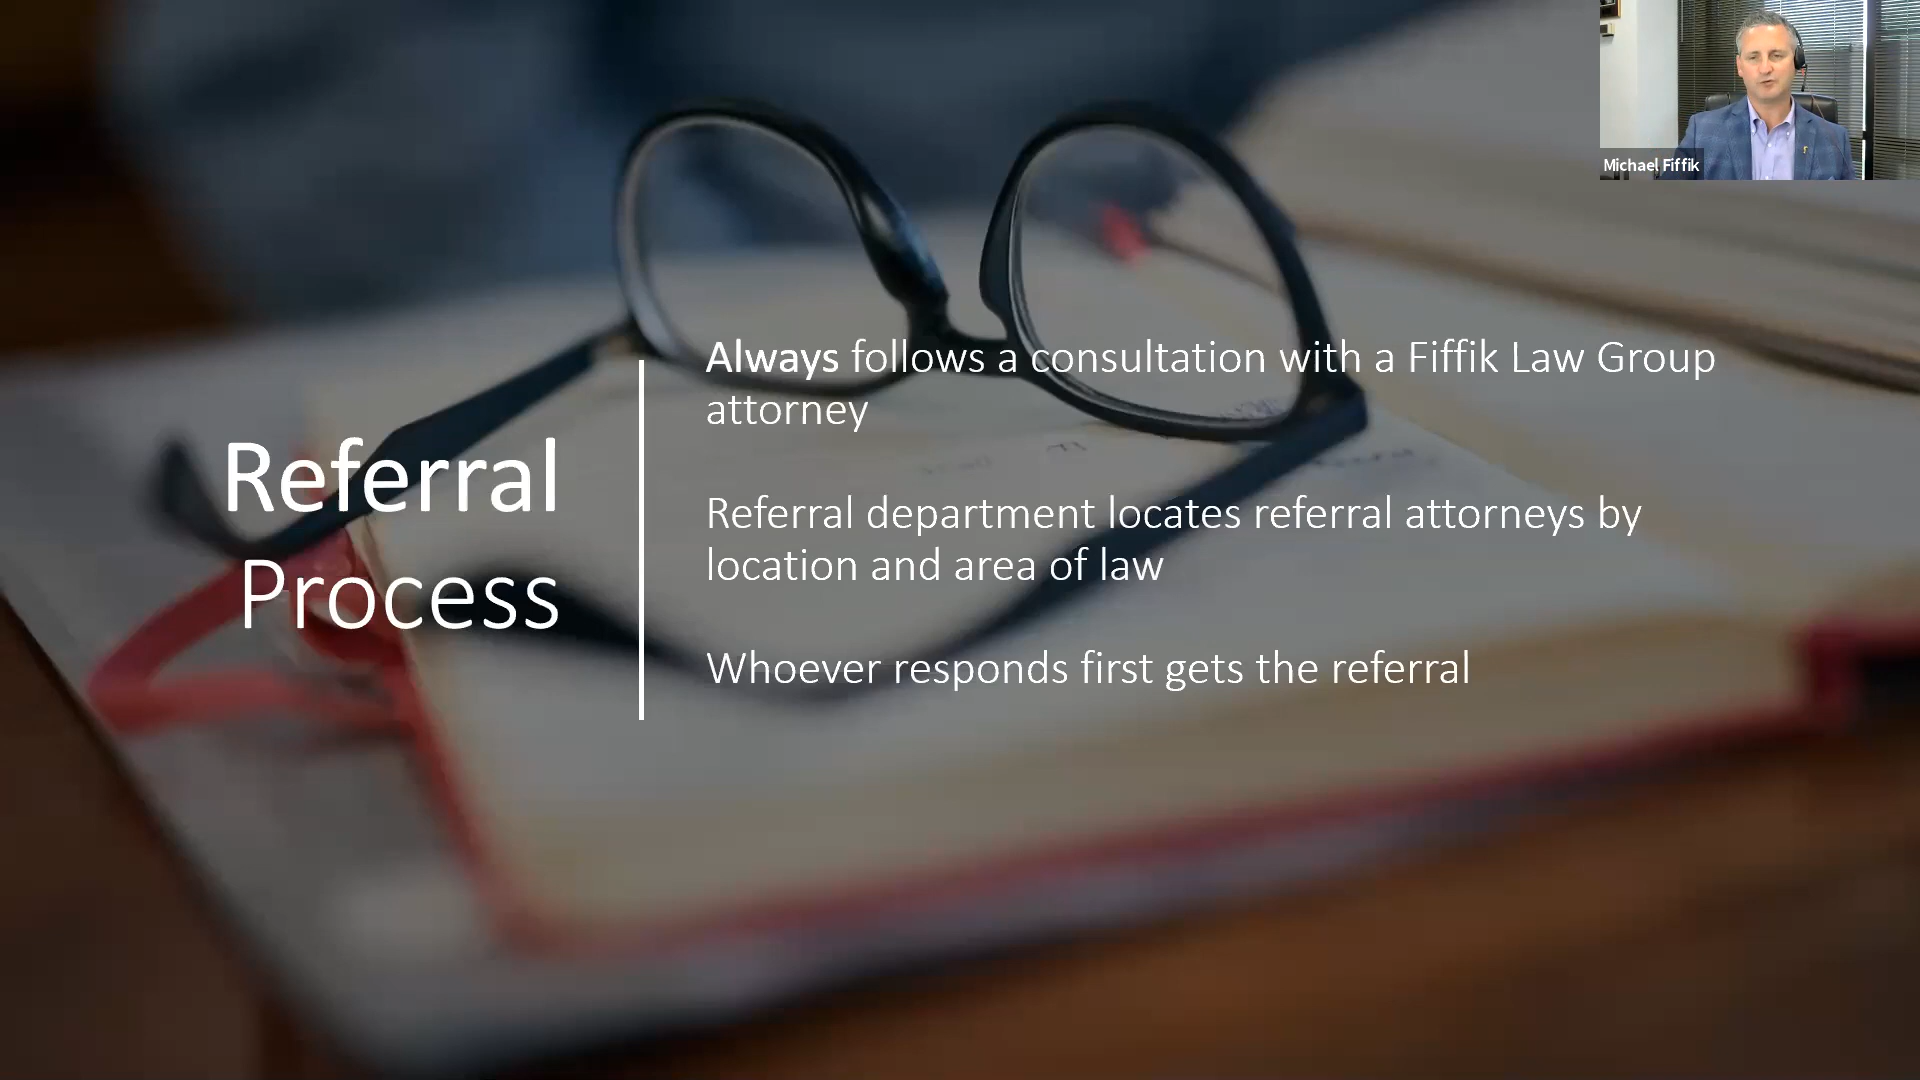 Michael Fiffik
Referral
Process
Always follows a consultation with a Fiffik Law Group
attorney
Referral department locates referral attorneys by
location and area of law
Whoever responds first gets the referral